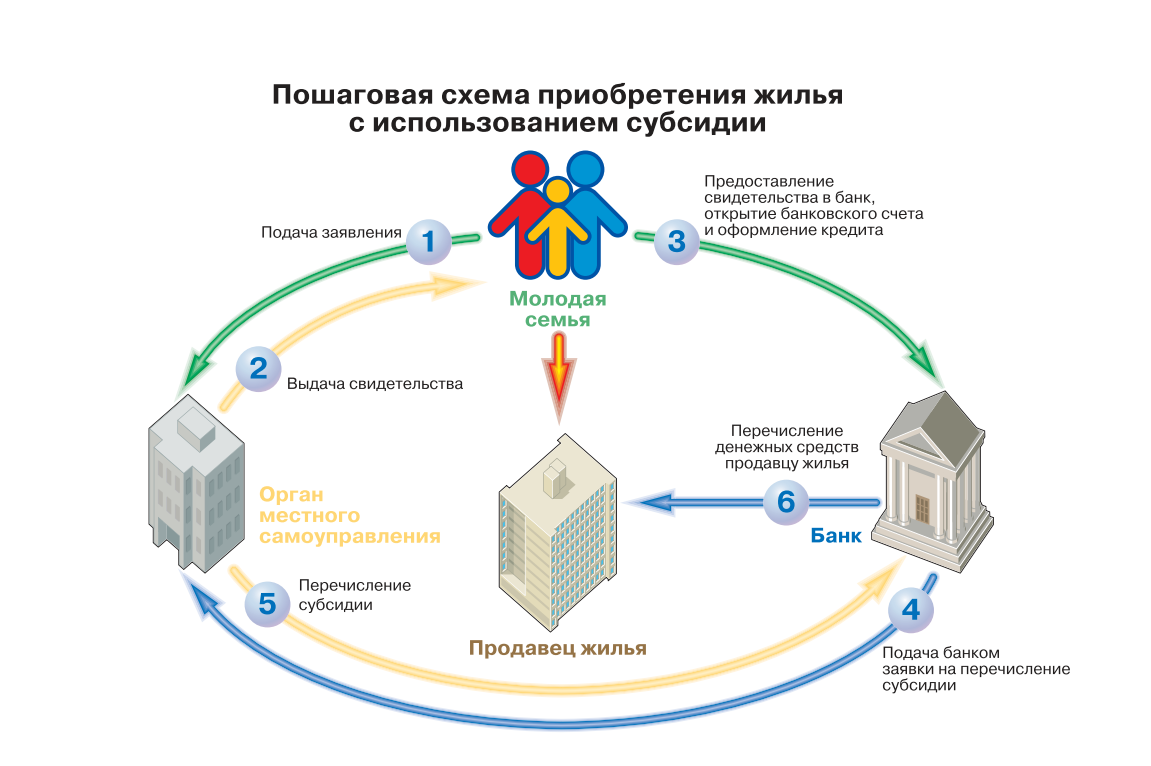 Пошаговая схема приобретения жилья
с использованием субсидии
Предоставление
свидетельства в банк,
открытие банковского счета
и оформление кредита
Подача заявления
1
3
Молодая
семья
2
Выдача свидетельства
Перечисление
денежных средств
продавцу жилья
6
Орган
местного
самоуправления
Банк
5
Перечисление
субсидии
4
Продавец жилья
Подача банком
заявки на перечисление
субсидии